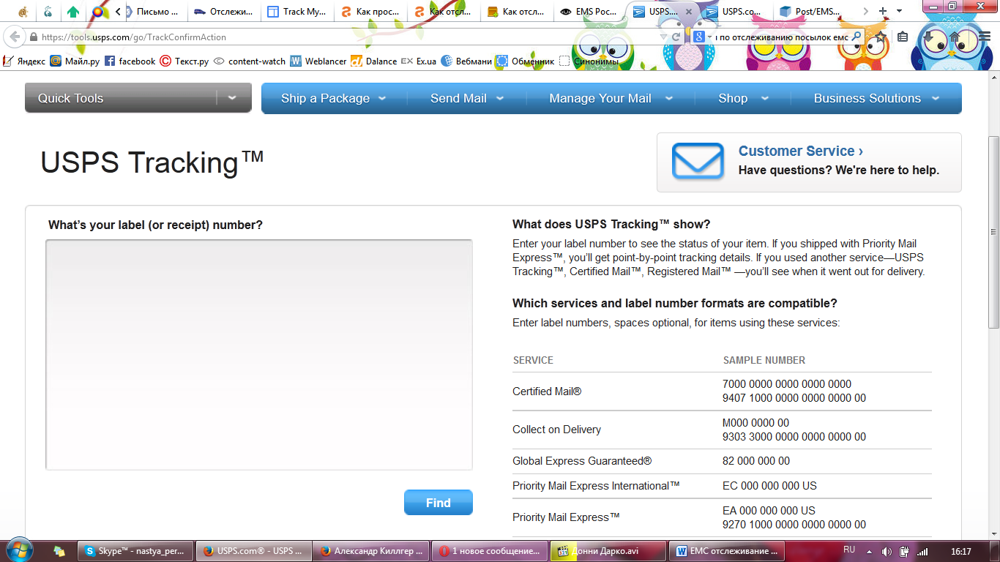 Письмо ...
Отслежи...
Track My...
Как прос...
Как отсл...
Как отсл...
EMS Рос...
USPS....
USPS.co...
Post/EMS...
https://tools.usps.com/go/TrackConfirmAction
по отслеживанию посылок емс
Яндекс
Майл.ру
facebook
Текст.ру
content-watch
Weblancer
Dalance
Ex.ua
Вебмани
Обменник
Синонимы
Quick Tools
Ship a Package
Send Mail
Manage Your Mail
Shop
Business Solutions
USPS Tracking™
Customer Service ›
Have questions? We're here to help.
What's your label (or receipt) number?
Find
What does USPS Tracking™ show?
Enter your label number to see the status of your item. If you shipped with Priority Mail
Express™, you'll get point-by-point tracking details. If you used another service—USPS
Tracking™, Certified Mail™, Registered Mail™ —you'll see when it went out for delivery.
Which services and label number formats are compatible?
Enter label numbers, spaces optional, for items using these services:
SERVICE SAMPLE NUMBER
Certified Mail® 7000 0000 0000 0000 0000
9407 1000 0000 0000 0000 00
Collect on Delivery M000 0000 00
9303 3000 0000 0000 0000 00
Global Express Guaranteed® 82 000 000 00
Priority Mail Express International™ EC 000 000 000 US
Priority Mail Express™ EA 000 000 000 US
9270 1000 0000 0000 0000 00
Skype™ - nastya_per...
USPS.com® - USPS ...
Александр Киллгер ...
1 новое сообщение...
Донни Дарко.avi
ЕМС отслеживание ...
RU
16:17